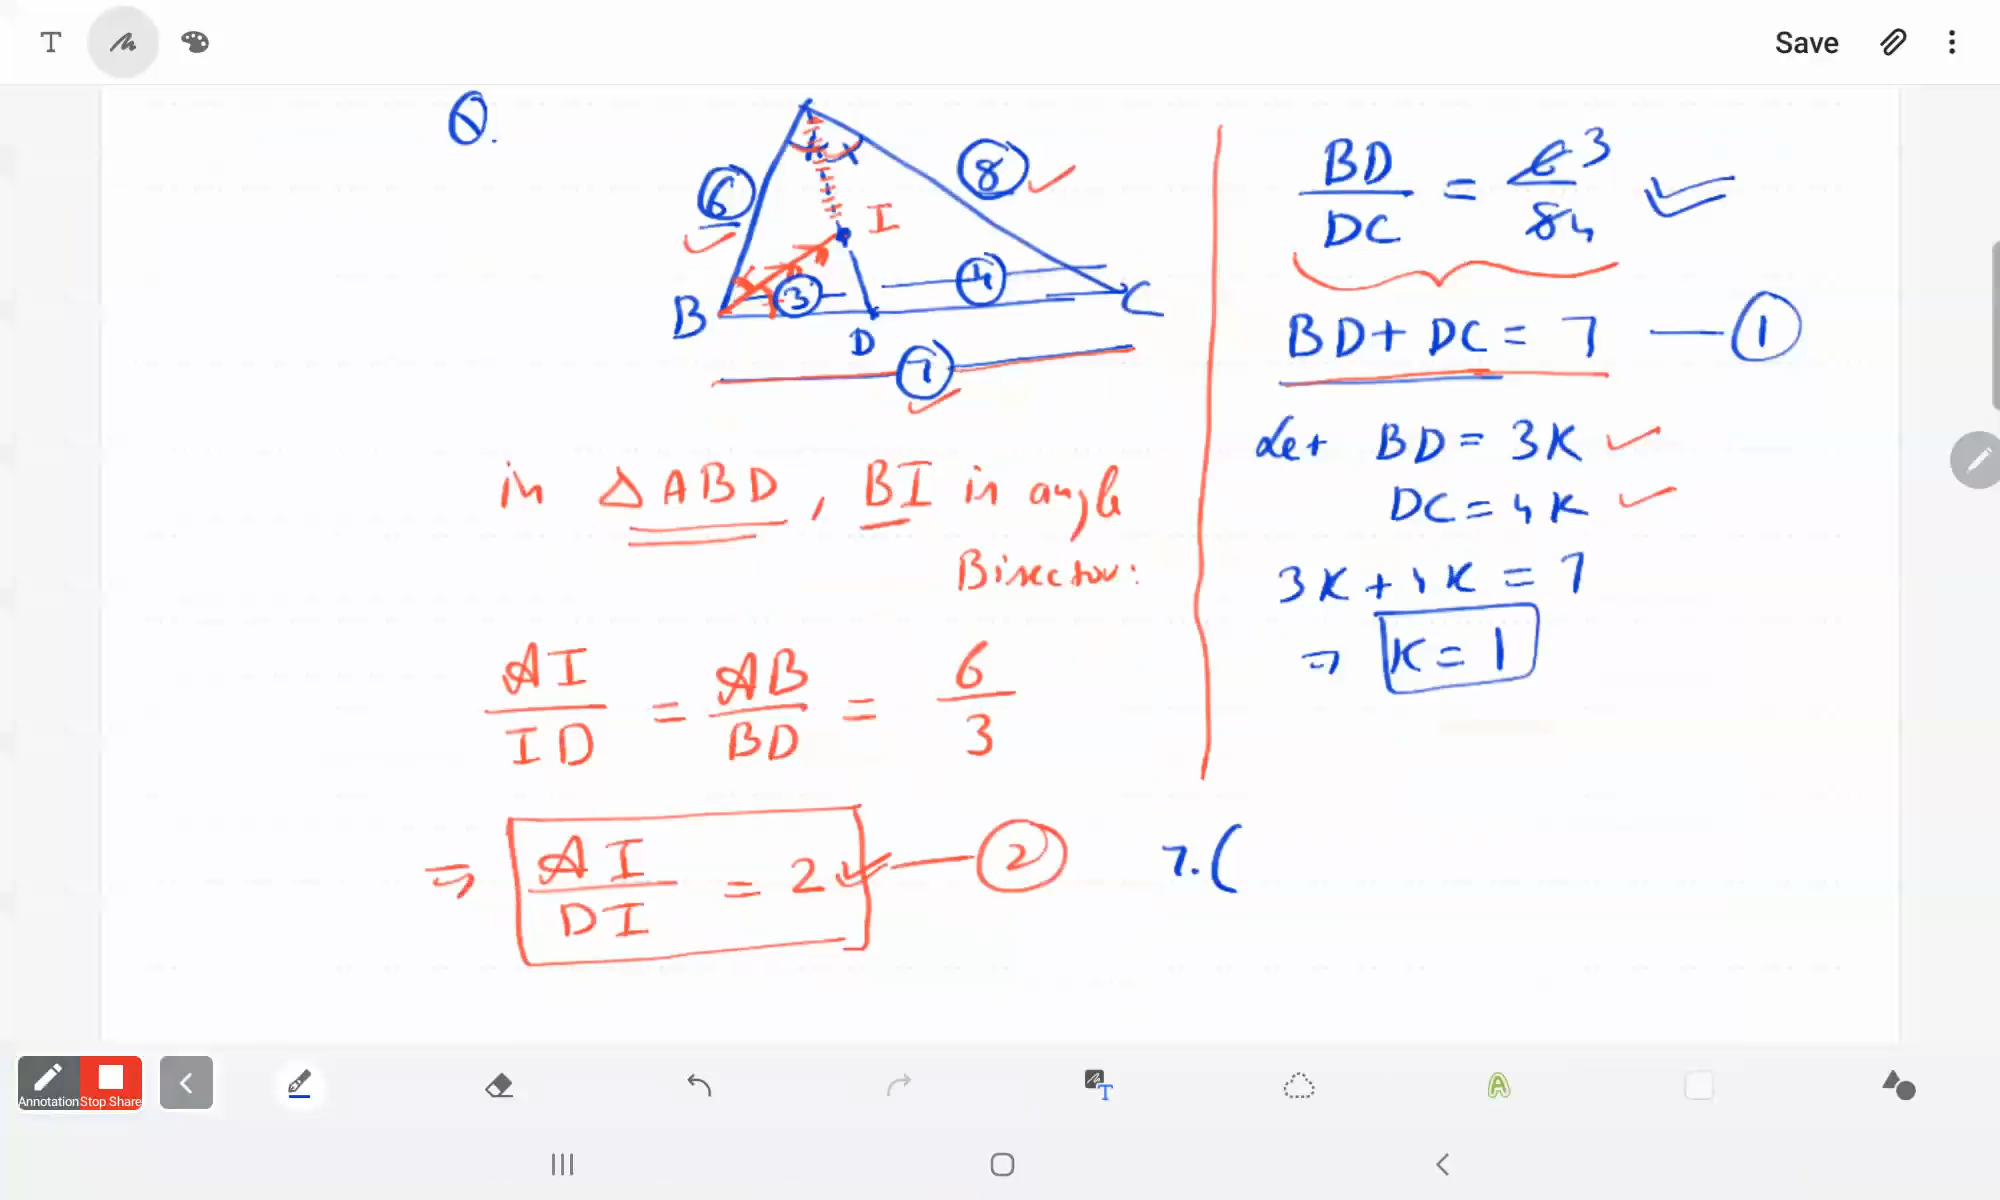 T
Save
Q.
6
8
I
3
4
B
D
C
7
in △ABD, BI is angle
Bisector:
AI/ID = AB/BD = 6/3
⇒ AI/DI = 2 — ②
BD/DC = 6 3/8 4
BD + DC = 7 — ①
Let BD = 3K
DC = 4K
3K + 4K = 7
⇒ K = 1
7.(
Annotation Stop Share
T
A